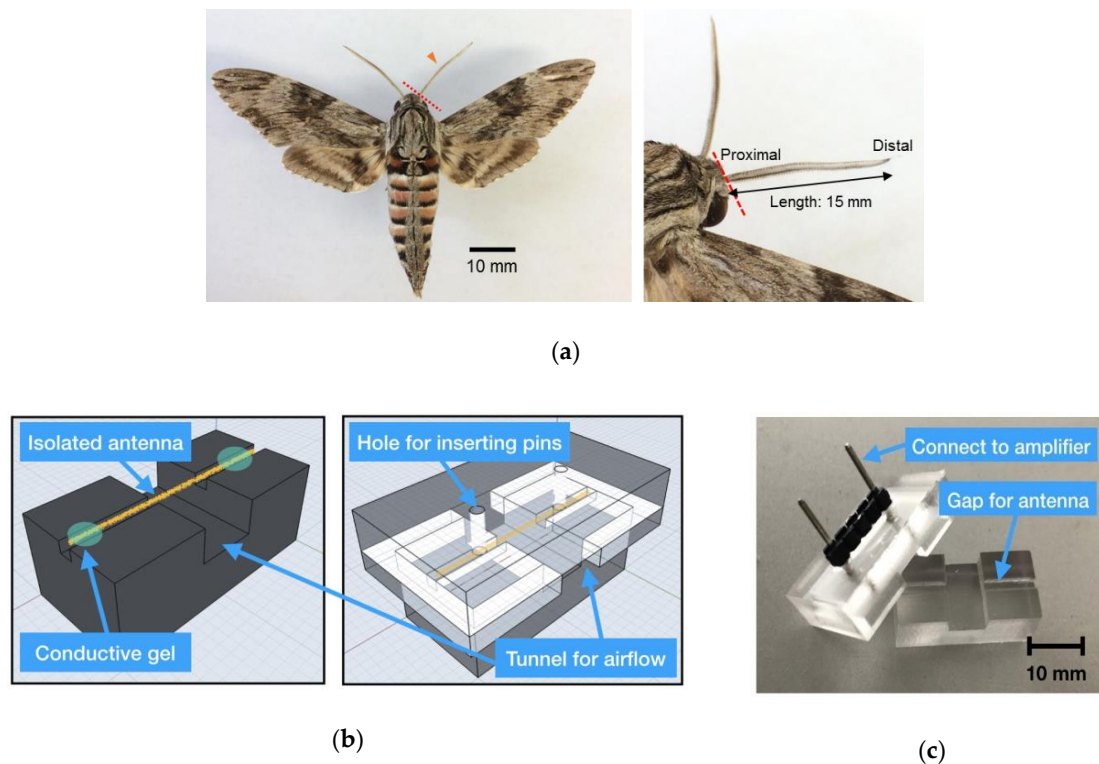 10 mm
Proximal
Distal
Length: 15 mm
(a)
Isolated antenna
Conductive gel
Hole for inserting pins
Tunnel for airflow
Connect to amplifier
Gap for antenna
10 mm
(b)
(c)